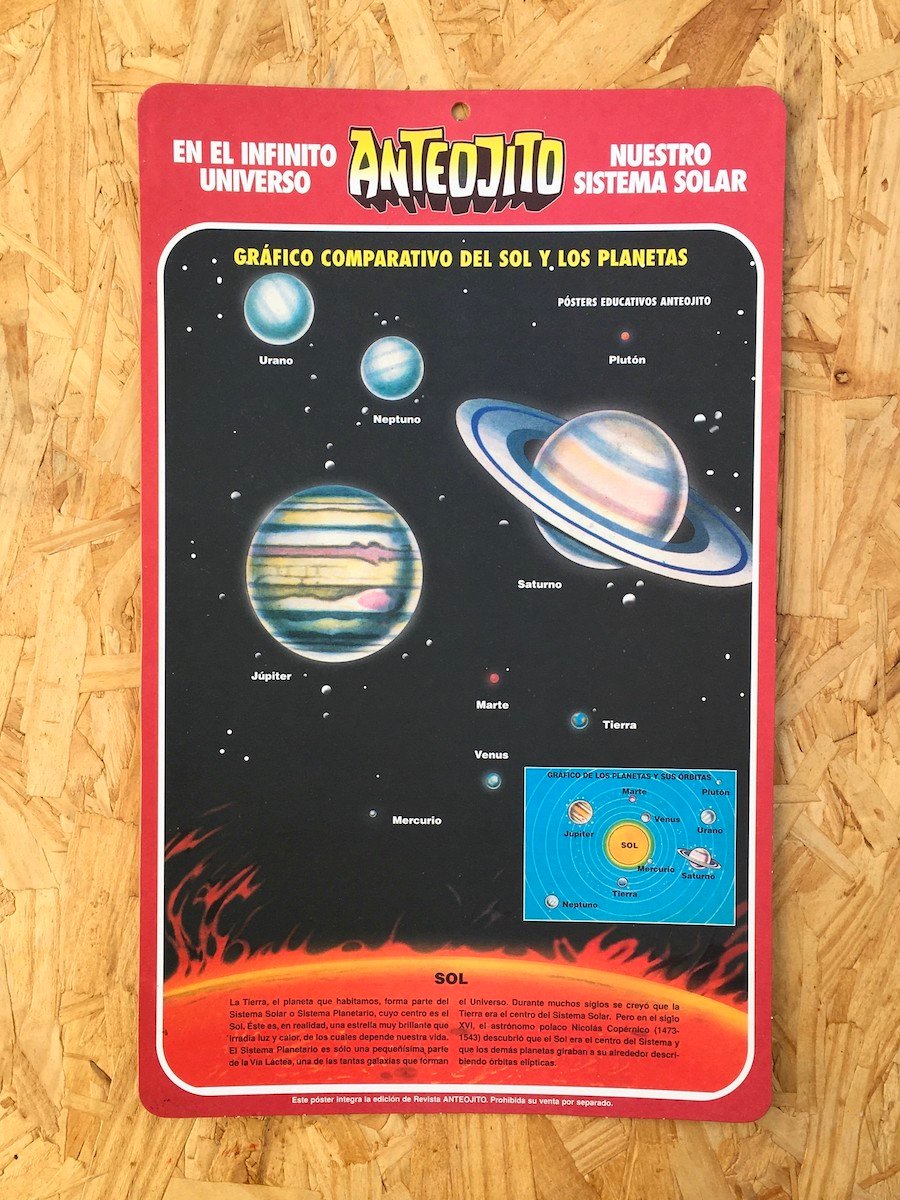 EN EL INFINITO
UNIVERSO
ANTEOJITO
NUESTRO
SISTEMA SOLAR
GRÁFICO COMPARATIVO DEL SOL Y LOS PLANETAS
PÓSTERS EDUCATIVOS ANTEOJITO
Urano
Plutón
Neptuno
Saturno
Júpiter
Marte
Tierra
Venus
Mercurio
GRÁFICO DE LOS PLANETAS Y SUS ÓRBITAS
Marte
Plutón
Venus
Júpiter
Urano
SOL
Mercurio
Saturno
Tierra
Neptuno
SOL
La Tierra, el planeta que habitamos, forma parte del
Sistema Solar o Sistema Planetario, cuyo centro es el
Sol. Éste es, en realidad, una estrella muy brillante que
irradia luz y calor, de los cuales depende nuestra vida.
El Sistema Planetario es sólo una pequeñísima parte
de la Vía Láctea, una de las tantas galaxias que forman
el Universo. Durante muchos siglos se creyó que la
Tierra era el centro del Sistema Solar. Pero en el siglo
XVI, el astrónomo polaco Nicolás Copérnico (1473-
1543) descubrió que el Sol era el centro del Sistema y
que los demás planetas giraban a su alrededor descri-
biendo órbitas elípticas.
Este póster integra la edición de Revista ANTEOJITO. Prohibida su venta por separado.